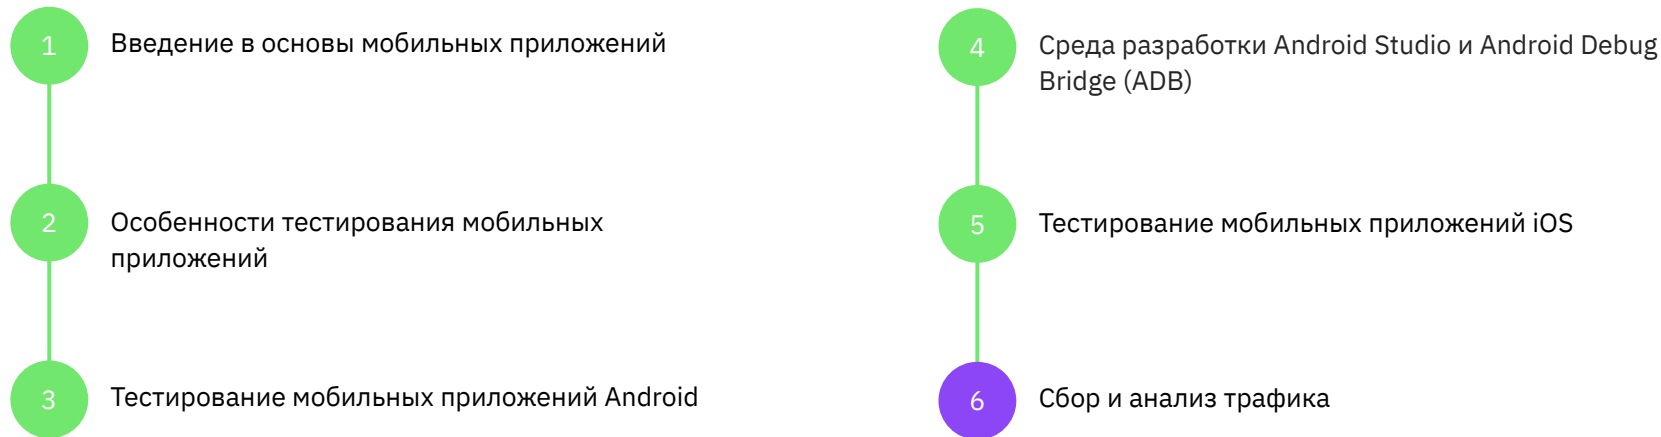 1
Введение в основы мобильных приложений
2
Особенности тестирования мобильных
приложений
3
Тестирование мобильных приложений Android
4
Среда разработки Android Studio и Android Debug
Bridge (ADB)
5
Тестирование мобильных приложений iOS
6
Сбор и анализ трафика